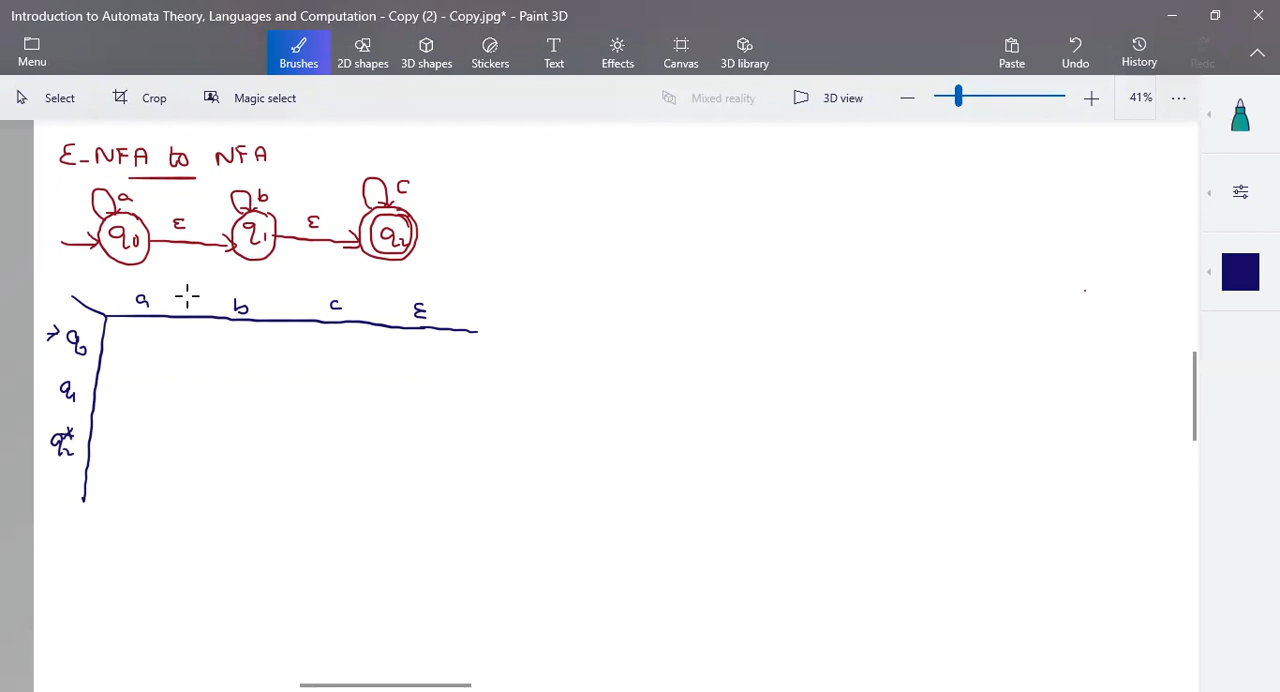 Introduction to Automata Theory, Languages and Computation - Copy (2) - Copy.jpg* - Paint 3D
Menu Brushes 2D shapes 3D shapes Stickers Text Effects Canvas 3D library Paste Undo History Redo
Select Crop Magic select Mixed reality 3D view 41%
Ɛ-NFA to NFA
a b c
q0 ε q1 ε q2
a b c ε
→ q0
q1
q2*